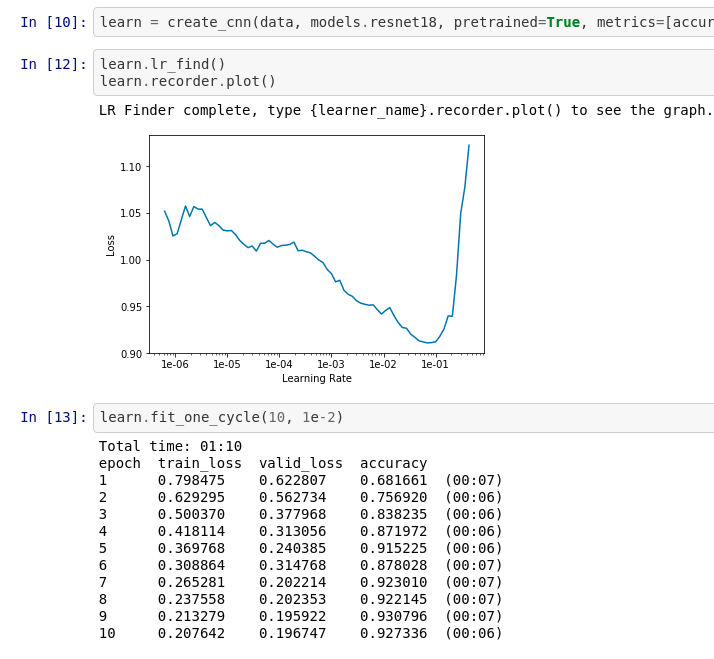 In [10]: learn = create_cnn(data, models.resnet18, pretrained=True, metrics=[accur
In [12]: learn.lr_find()
learn.recorder.plot()
LR Finder complete, type {learner_name}.recorder.plot() to see the graph.
1.10
1.05
1.00
0.95
0.90
Loss
1e-06 1e-05 1e-04 1e-03 1e-02 1e-01
Learning Rate
In [13]: learn.fit_one_cycle(10, 1e-2)
Total time: 01:10
epoch train_loss valid_loss accuracy
1 0.798475 0.622807 0.681661 (00:07)
2 0.629295 0.562734 0.756920 (00:06)
3 0.500370 0.377968 0.838235 (00:06)
4 0.418114 0.313056 0.871972 (00:06)
5 0.369768 0.240385 0.915225 (00:06)
6 0.308864 0.314768 0.878028 (00:07)
7 0.265281 0.202214 0.923010 (00:07)
8 0.237558 0.202353 0.922145 (00:07)
9 0.213279 0.195922 0.930796 (00:07)
10 0.207642 0.196747 0.927336 (00:06)